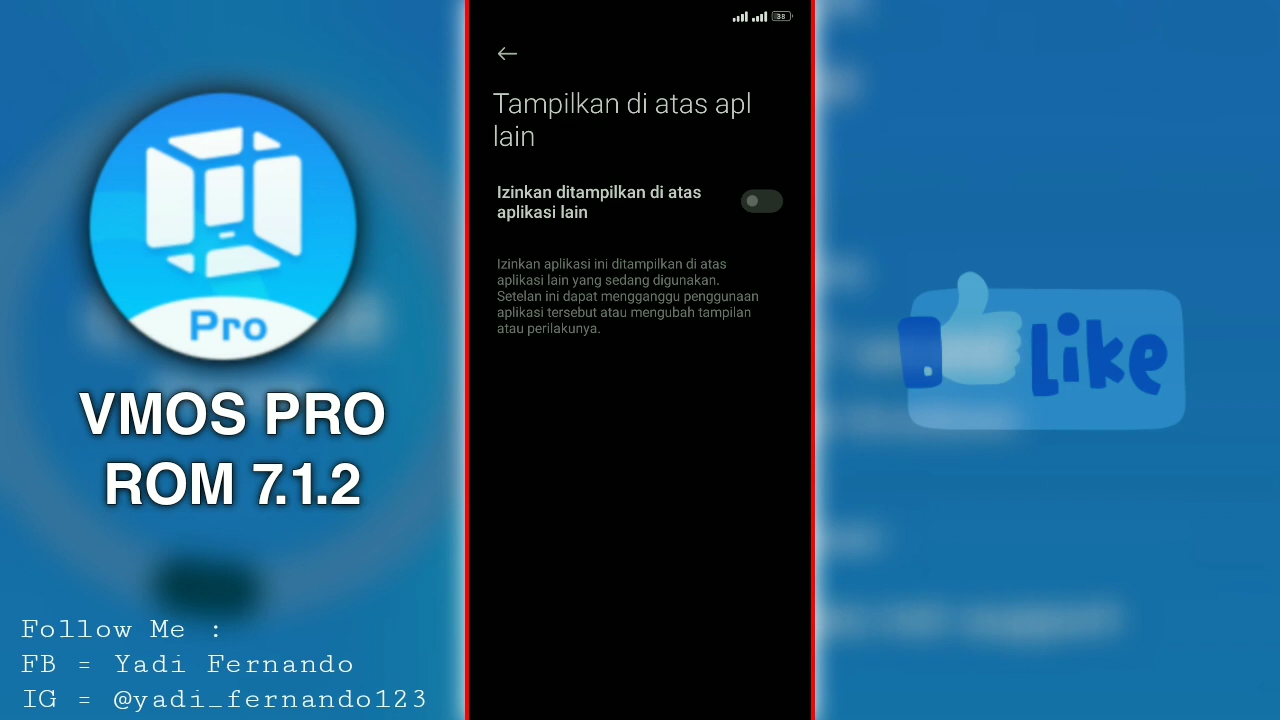 Pro
VMOS PRO
ROM 7.1.2
Follow Me :
FB = Yadi Fernando
IG = @yadi_fernando123
38
Tampilkan di atas apl
lain
Izinkan ditampilkan di atas
aplikasi lain
Izinkan aplikasi ini ditampilkan di atas
aplikasi lain yang sedang digunakan.
Setelan ini dapat mengganggu penggunaan
aplikasi tersebut atau mengubah tampilan
atau perilakunya.
Like